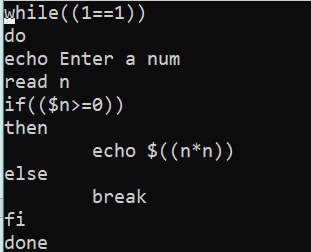 while((1==1))
do
echo Enter a num
read n
if(($n>=0))
then
        echo $((n*n))
else
        break
fi
done